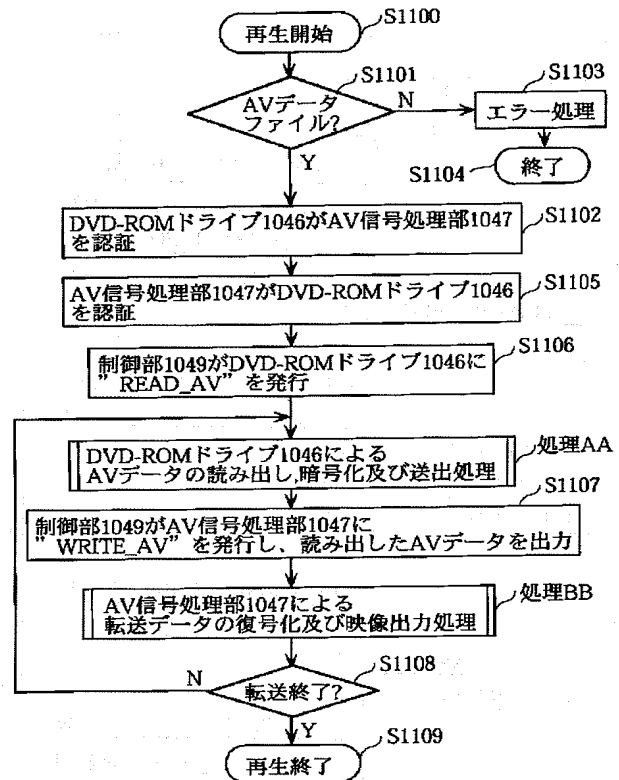 再生開始
S1100
AVデータ
ファイル?
S1101
N
Y
エラー処理
S1103
終了
S1104
DVD-ROMドライブ1046がAV信号処理部1047
を認証
S1102
AV信号処理部1047がDVD-ROMドライブ1046
を認証
S1105
制御部1049がDVD-ROMドライブ1046に
”READ_AV”を発行
S1106
DVD-ROMドライブ1046による
AVデータの読み出し,暗号化及び送出処理
処理AA
制御部1049がAV信号処理部1047に
”WRITE_AV”を発行し、読み出したAVデータを出力
S1107
AV信号処理部1047による
転送データの復号化及び映像出力処理
処理BB
転送終了?
S1108
N
Y
再生終了
S1109